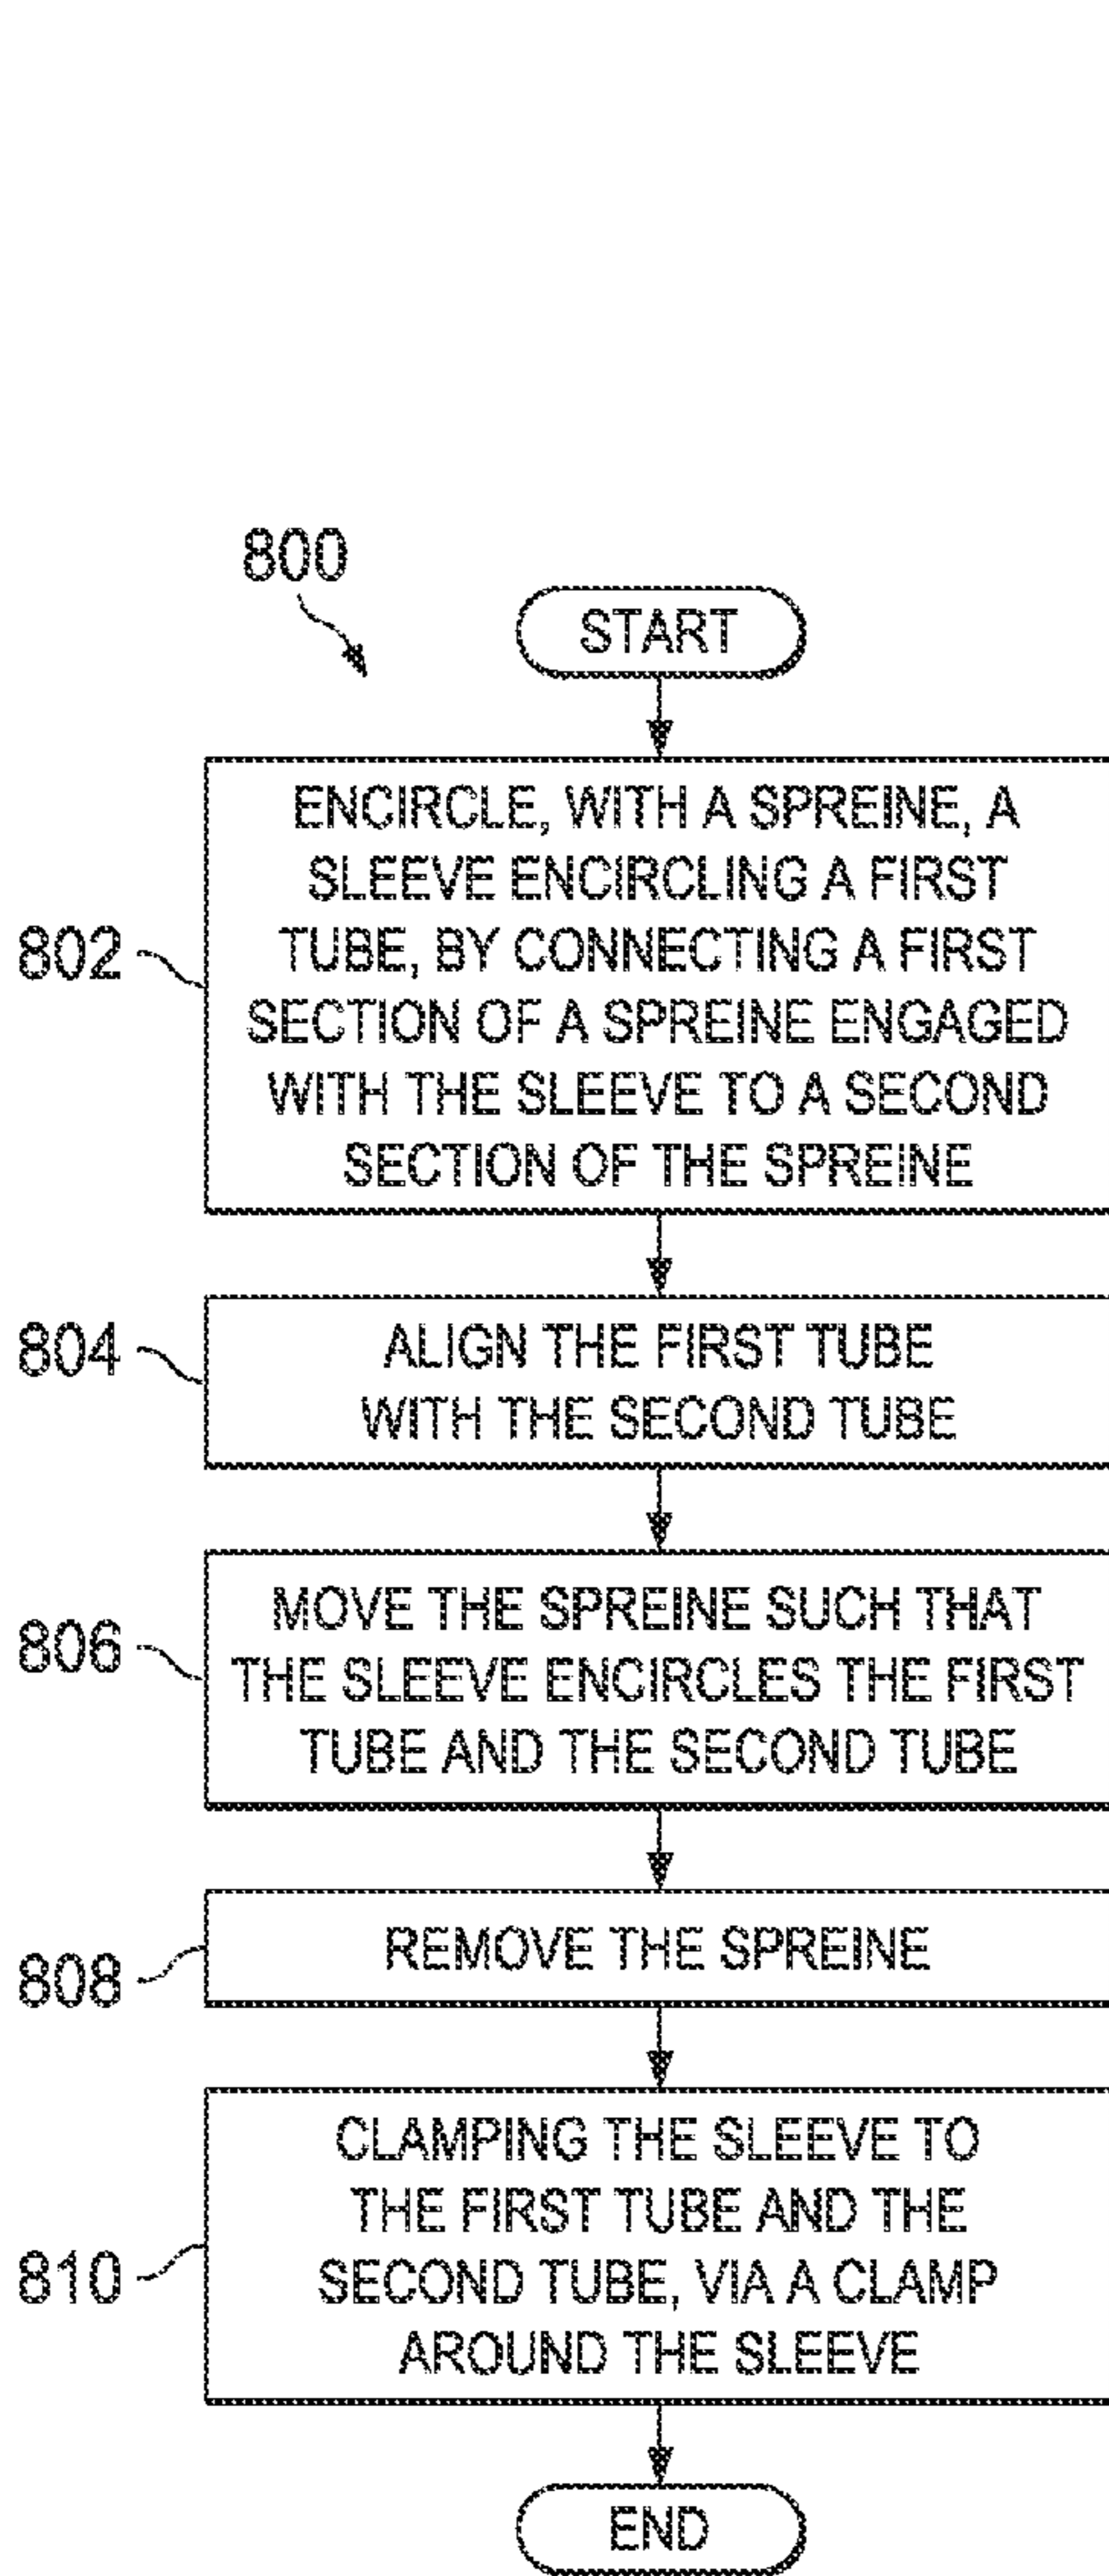 800
START
802
ENCIRCLE, WITH A SPREINE, A
SLEEVE ENCIRCLING A FIRST
TUBE, BY CONNECTING A FIRST
SECTION OF A SPREINE ENGAGED
WITH THE SLEEVE TO A SECOND
SECTION OF THE SPREINE
804
ALIGN THE FIRST TUBE
WITH THE SECOND TUBE
806
MOVE THE SPREINE SUCH THAT
THE SLEEVE ENCIRCLES THE FIRST
TUBE AND THE SECOND TUBE
808
REMOVE THE SPREINE
810
CLAMPING THE SLEEVE TO
THE FIRST TUBE AND THE
SECOND TUBE, VIA A CLAMP
AROUND THE SLEEVE
END